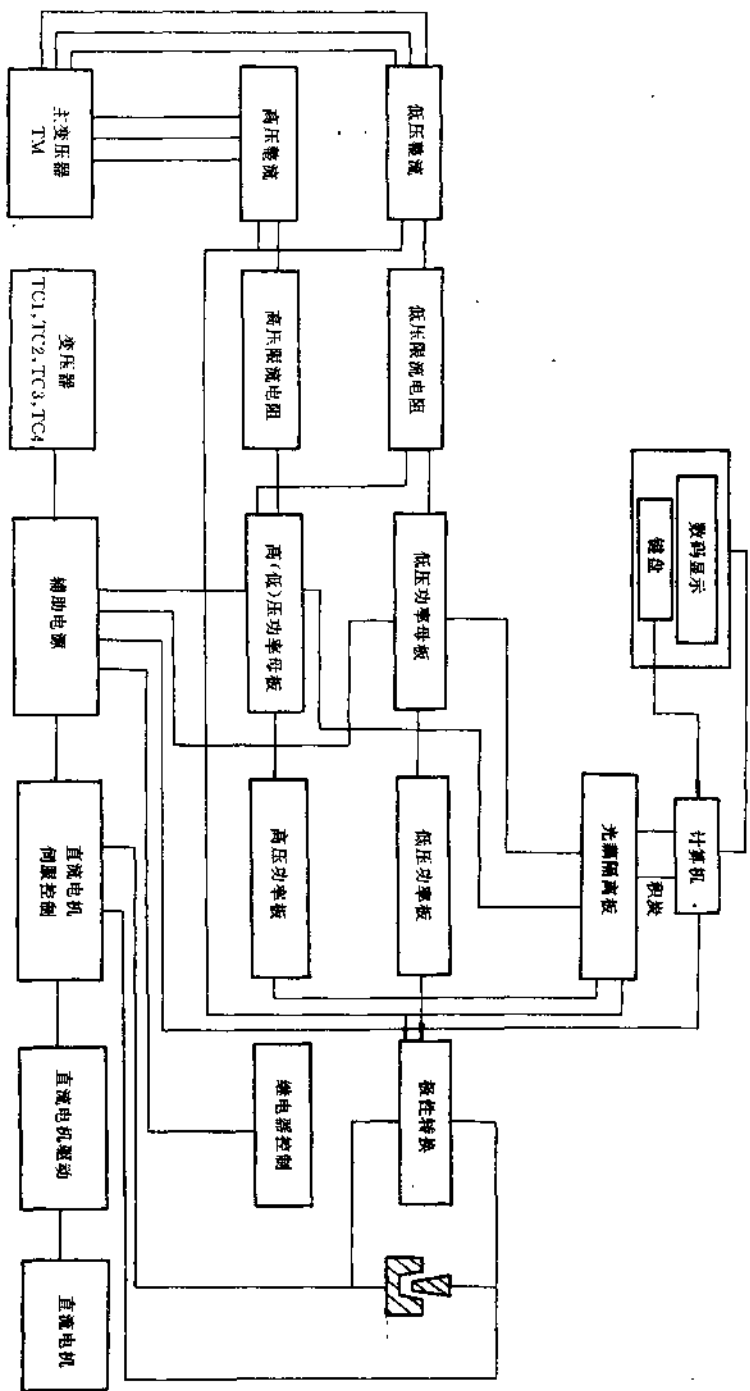 数码显示
键盘
计算机
积炭
光耦隔离板
低压整流
低压限流电阻
低压功率母板
低压功率板
极性转换
高压整流
高压限流电阻
高(低)压功率母板
高压功率板
继电器控制
主变压器
TM
变压器
TC1,TC2,TC3,TC4
辅助电源
直流电机
伺服控制
直流电机驱动
直流电机